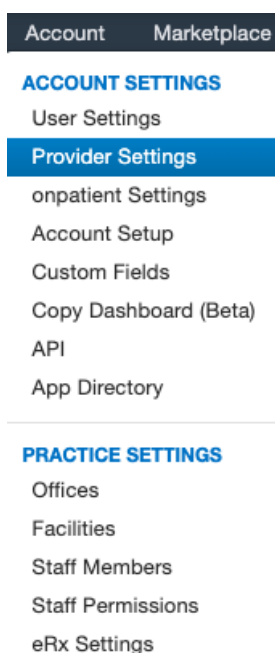 Account Marketplace
ACCOUNT SETTINGS
User Settings
Provider Settings
onpatient Settings
Account Setup
Custom Fields
Copy Dashboard (Beta)
API
App Directory
PRACTICE SETTINGS
Offices
Facilities
Staff Members
Staff Permissions
eRx Settings